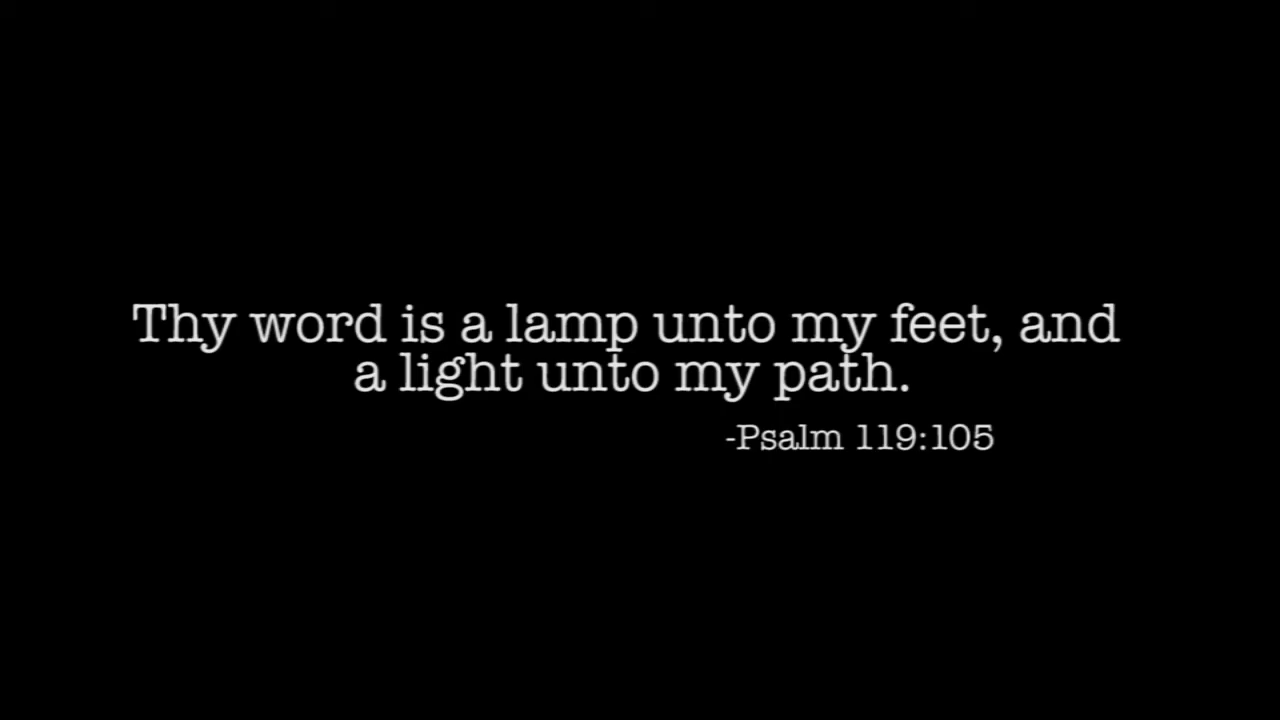 Thy word is a lamp unto my feet, and
a light unto my path.
-Psalm 119:105